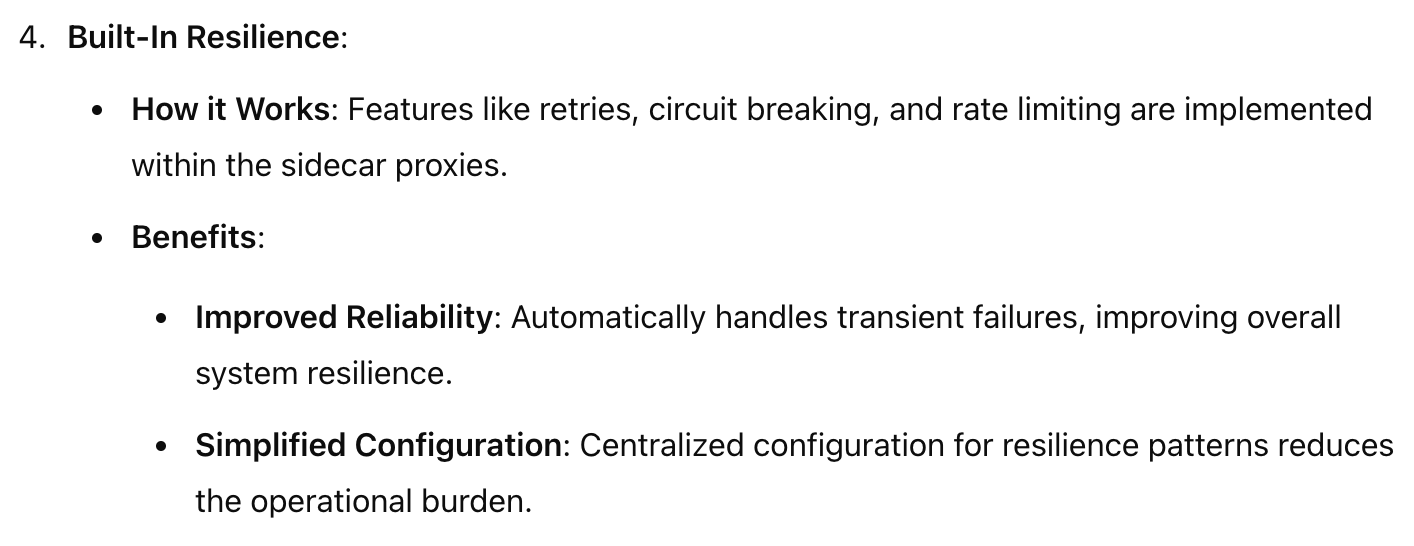 4. Built-In Resilience:
• How it Works: Features like retries, circuit breaking, and rate limiting are implemented
within the sidecar proxies.
• Benefits:
• Improved Reliability: Automatically handles transient failures, improving overall
system resilience.
• Simplified Configuration: Centralized configuration for resilience patterns reduces
the operational burden.